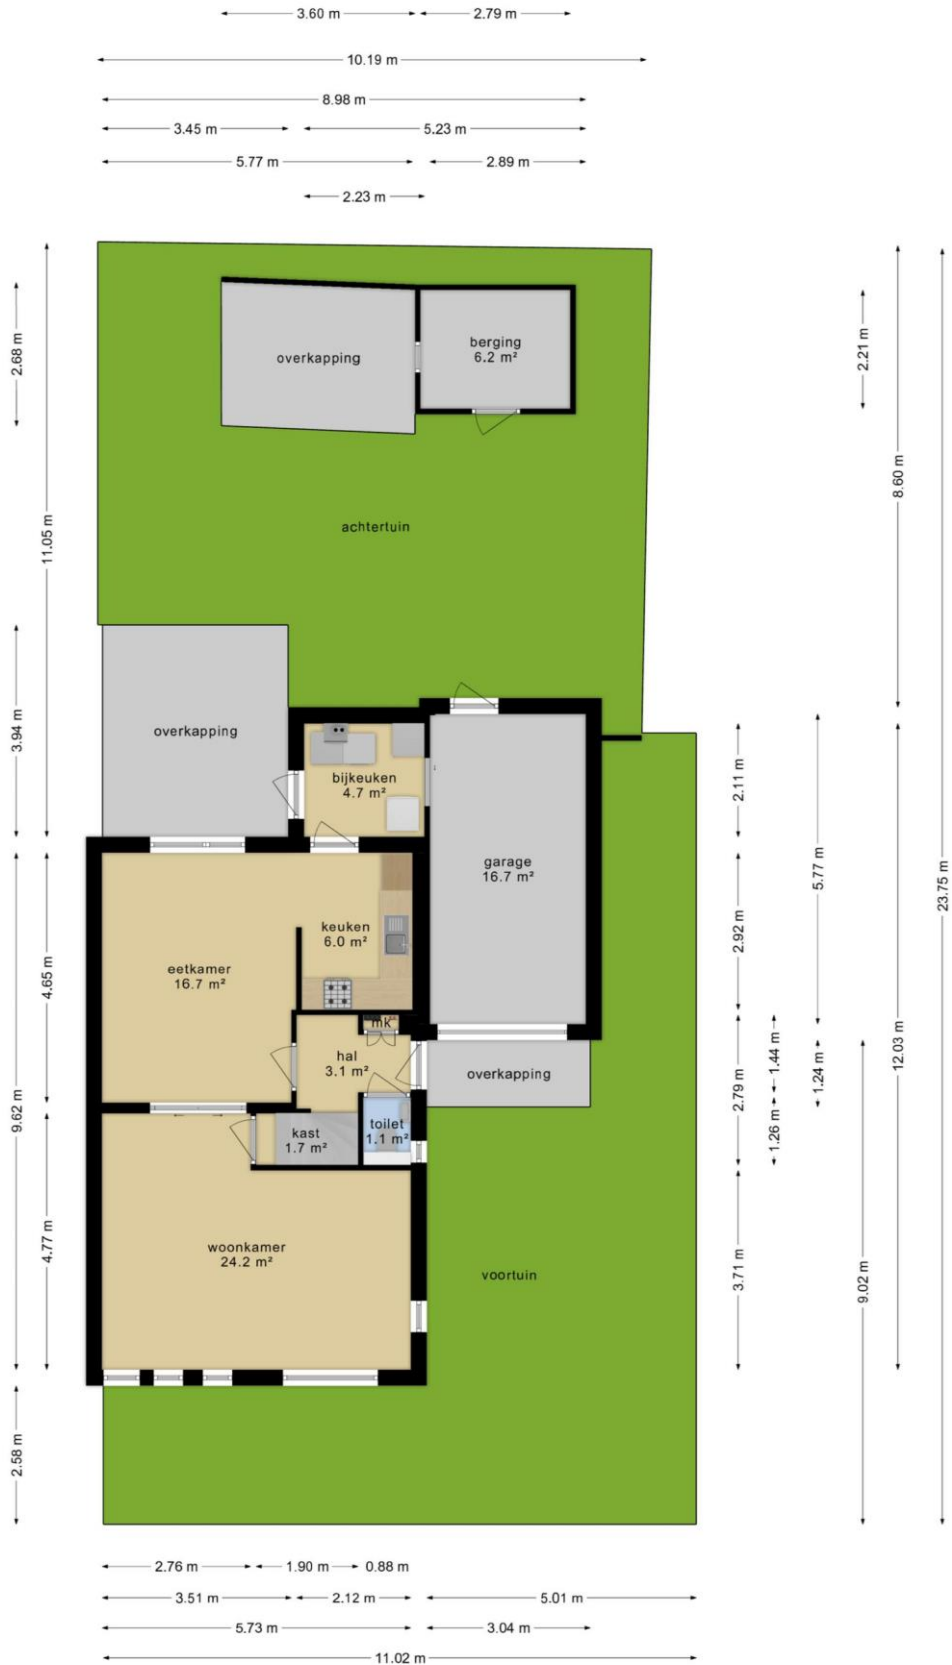 3.60 m 2.79 m
10.19 m
8.98 m
3.45 m 5.23 m
5.77 m 2.89 m
2.23 m
2.68 m
11.05 m
3.94 m
4.65 m
9.62 m
4.77 m
2.58 m
overkapping
berging
6.2 m²
achtertuin
overkapping
bijkeuken
4.7 m²
garage
16.7 m²
keuken
6.0 m²
eetkamer
16.7 m²
mk
hal
3.1 m²
overkapping
kast
1.7 m²
toilet
1.1 m²
woonkamer
24.2 m²
voortuin
2.21 m
8.60 m
23.75 m
2.11 m
5.77 m
2.92 m
12.03 m
1.44 m
1.24 m
2.79 m
1.26 m
3.71 m
9.02 m
2.76 m 1.90 m 0.88 m
3.51 m 2.12 m 5.01 m
5.73 m 3.04 m
11.02 m